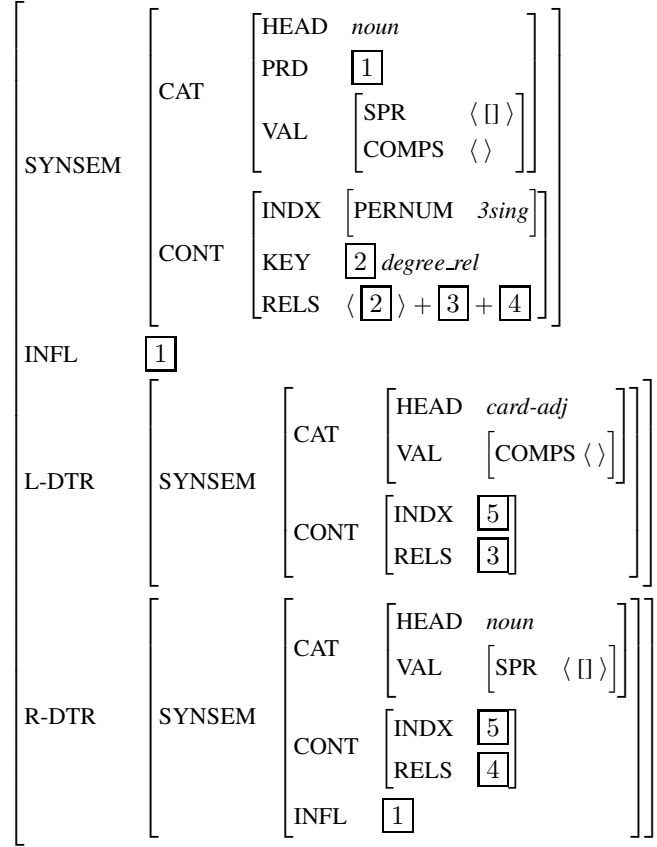 HEAD noun
PRD 1
CAT
VAL
SPR ⟨ [] ⟩
COMPS ⟨ ⟩
SYNSEM
INDX [PERNUM 3sing]
CONT
KEY 2 degree_rel
RELS ⟨ 2 ⟩ + 3 + 4
INFL 1
HEAD card-adj
CAT
VAL [COMPS ⟨ ⟩]
L-DTR SYNSEM
INDX 5
CONT
RELS 3
HEAD noun
CAT
VAL [SPR ⟨ [] ⟩]
R-DTR SYNSEM
INDX 5
CONT
RELS 4
INFL 1